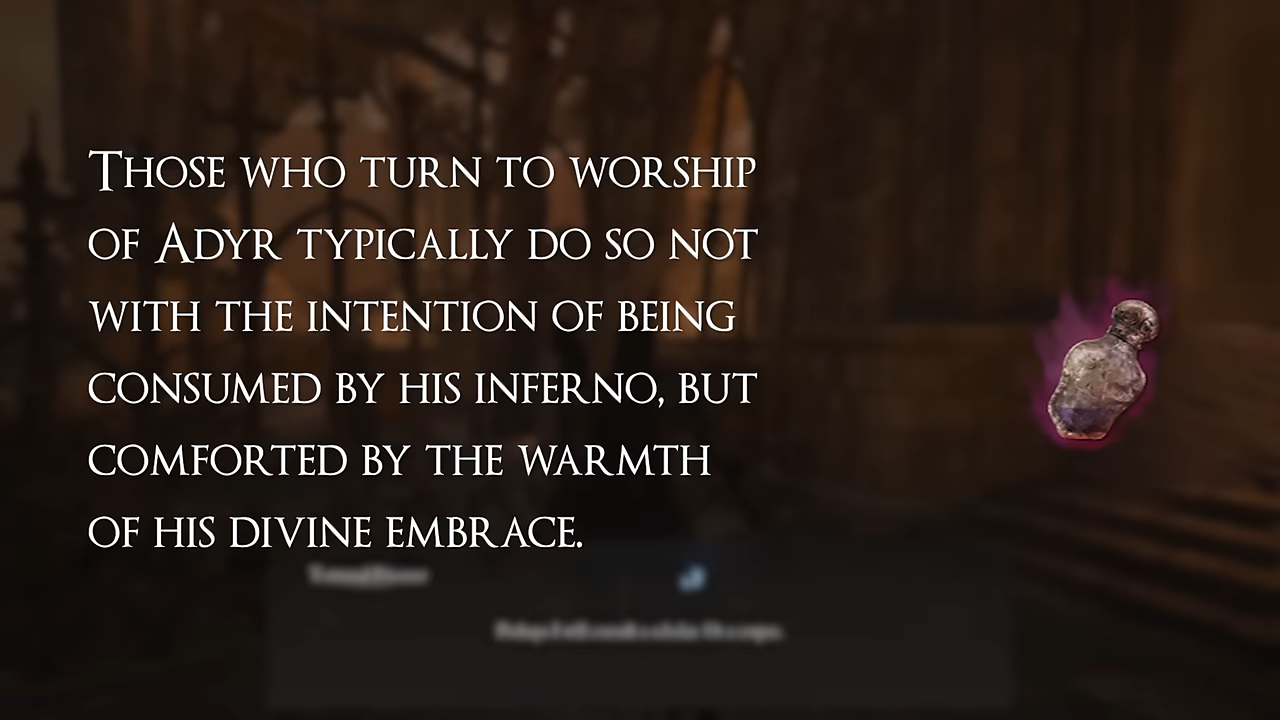 Those who turn to worship
of Adyr typically do so not
with the intention of being
consumed by his inferno, but
comforted by the warmth
of his divine embrace.